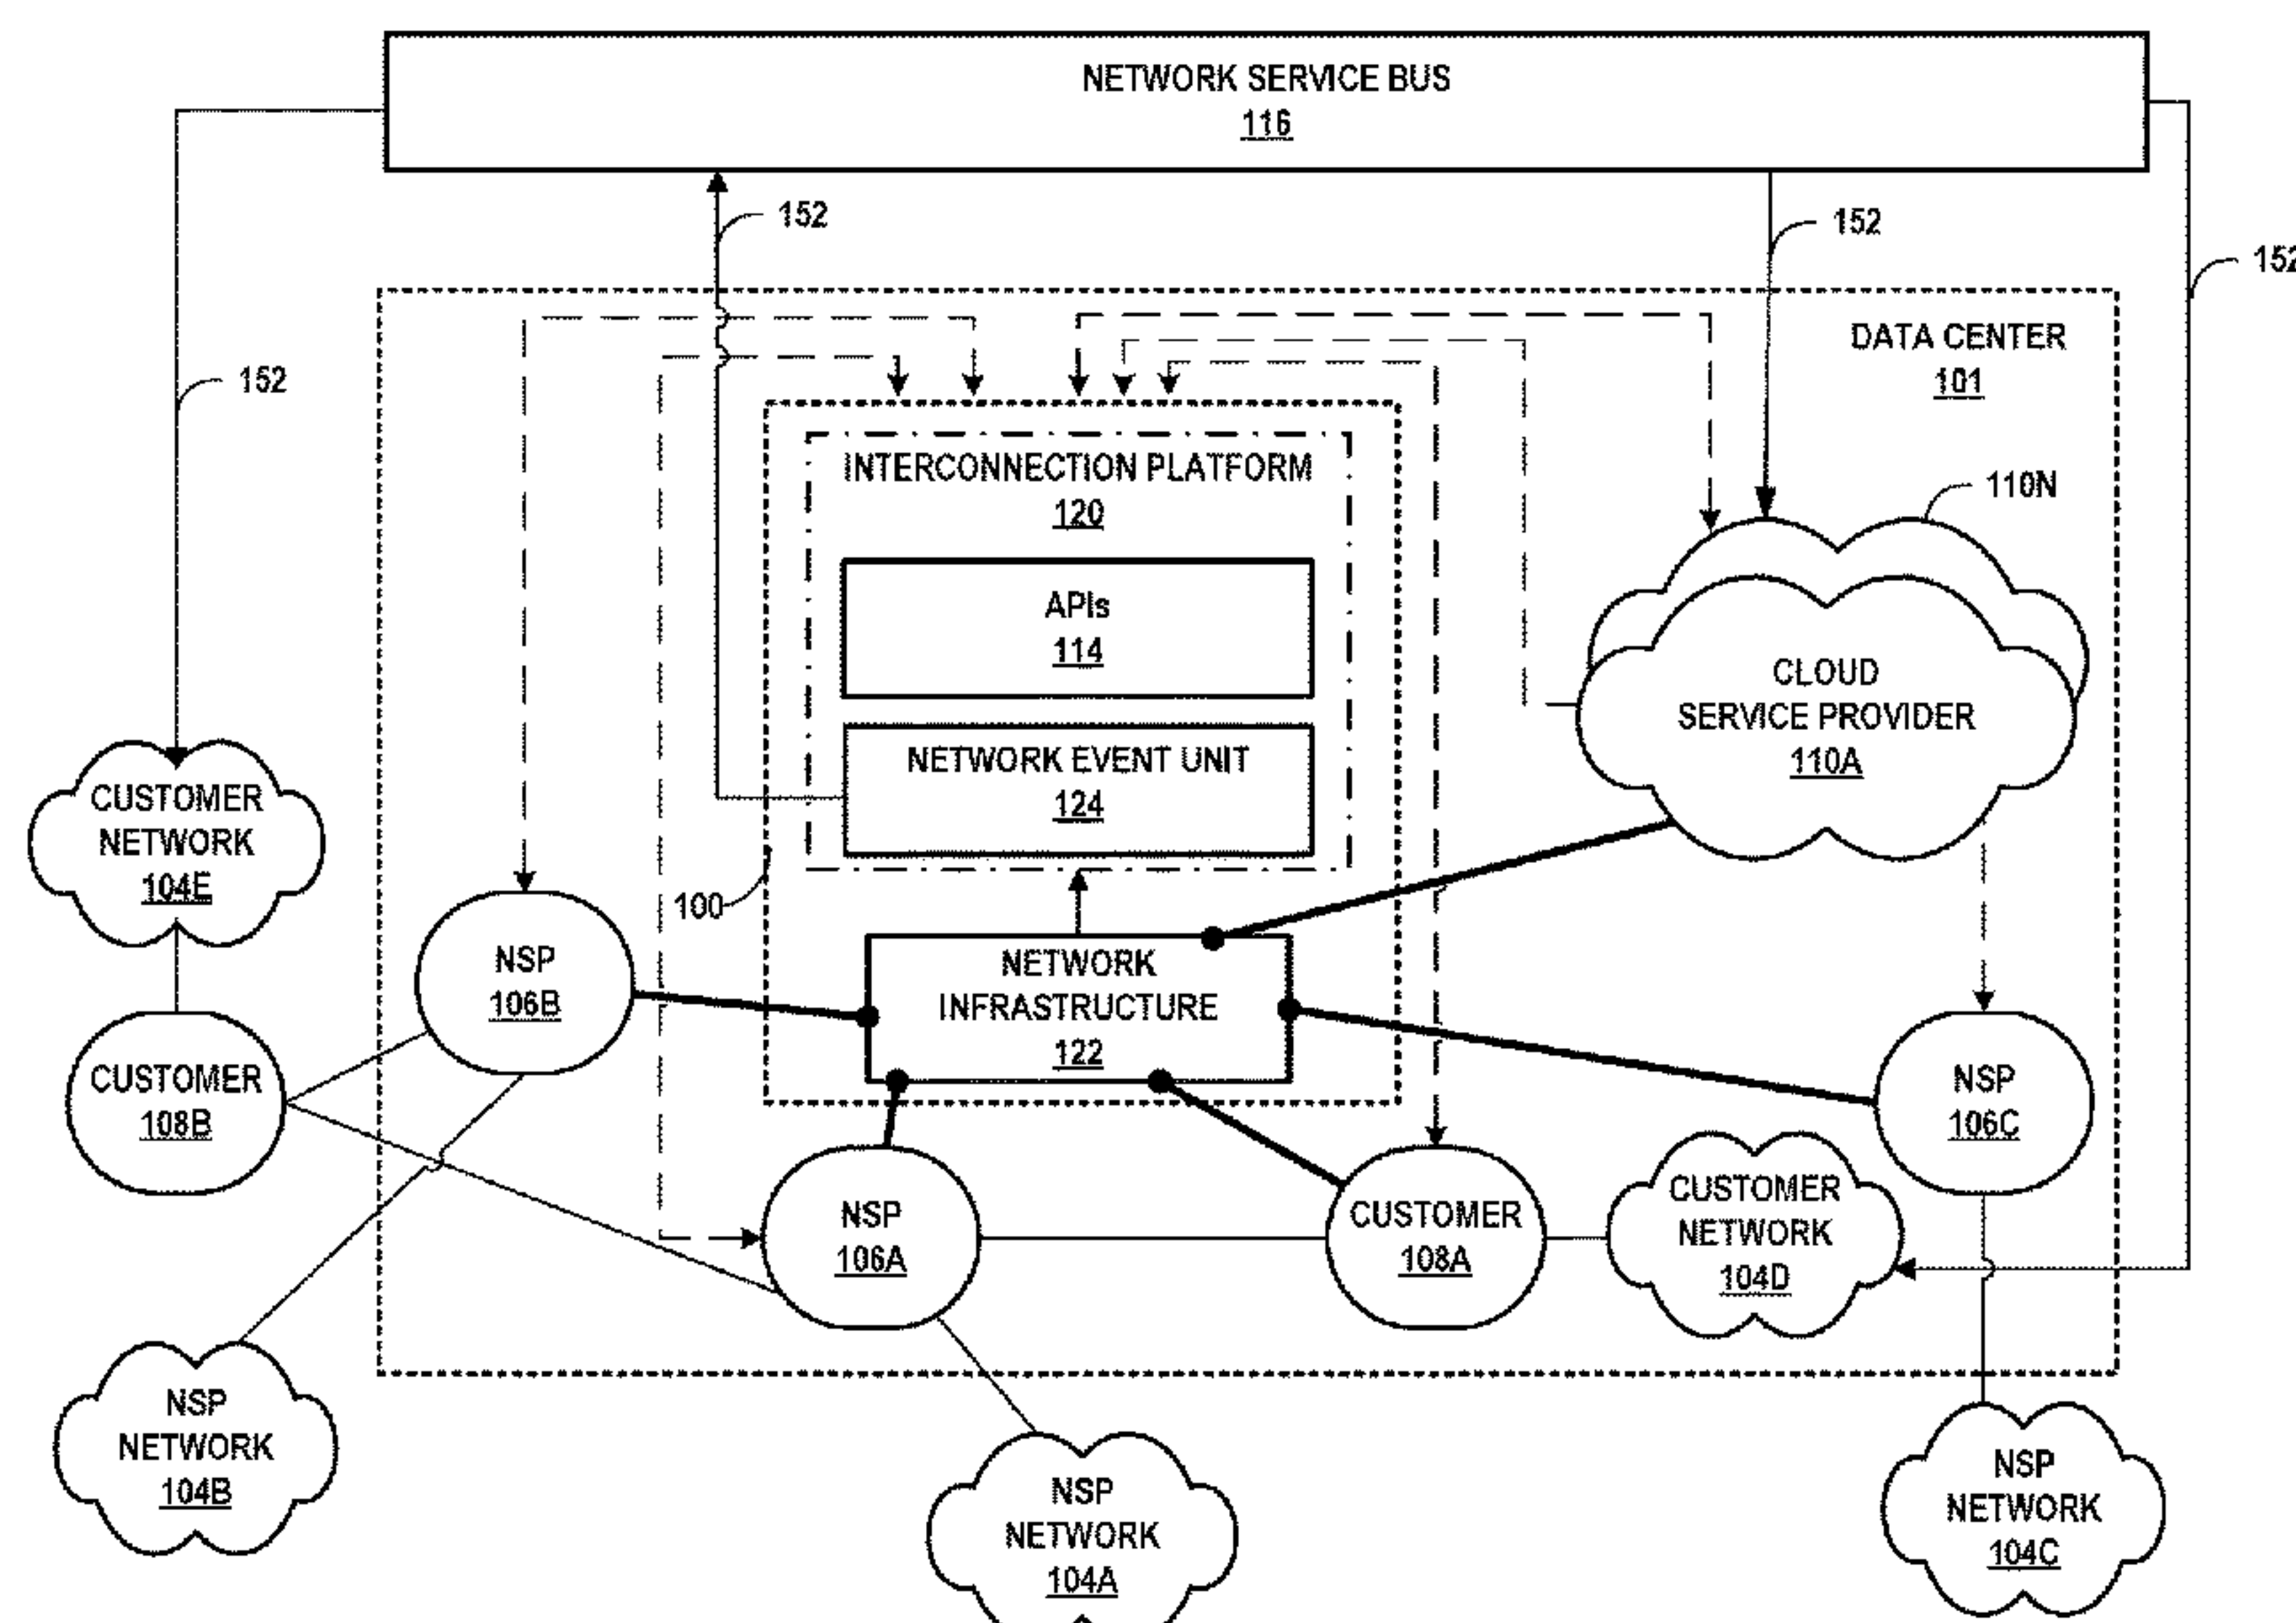 NETWORK SERVICE BUS
116
152
152
152
152
DATA CENTER
101
INTERCONNECTION PLATFORM
120
110N
APIs
114
CLOUD
SERVICE PROVIDER
110A
NETWORK EVENT UNIT
124
CUSTOMER
NETWORK
104E
100
NSP
106B
NETWORK
INFRASTRUCTURE
122
CUSTOMER
108B
NSP
106C
NSP
106A
CUSTOMER
108A
CUSTOMER
NETWORK
104D
NSP
NETWORK
104B
NSP
NETWORK
104A
NSP
NETWORK
104C